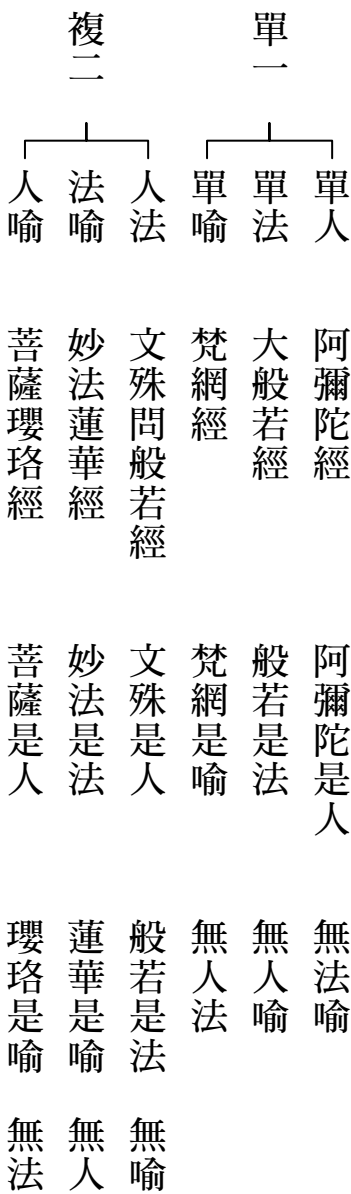 單一
單人 阿彌陀經 阿彌陀是人 無法喻
單法 大般若經 般若是法 無人喻
單喻 梵網經 梵網是喻 無人法
複二
人法 文殊問般若經 文殊是人 般若是法 無喻
法喻 妙法蓮華經 妙法是法 蓮華是喻 無人
人喻 菩薩瓔珞經 菩薩是人 瓔珞是喻 無法